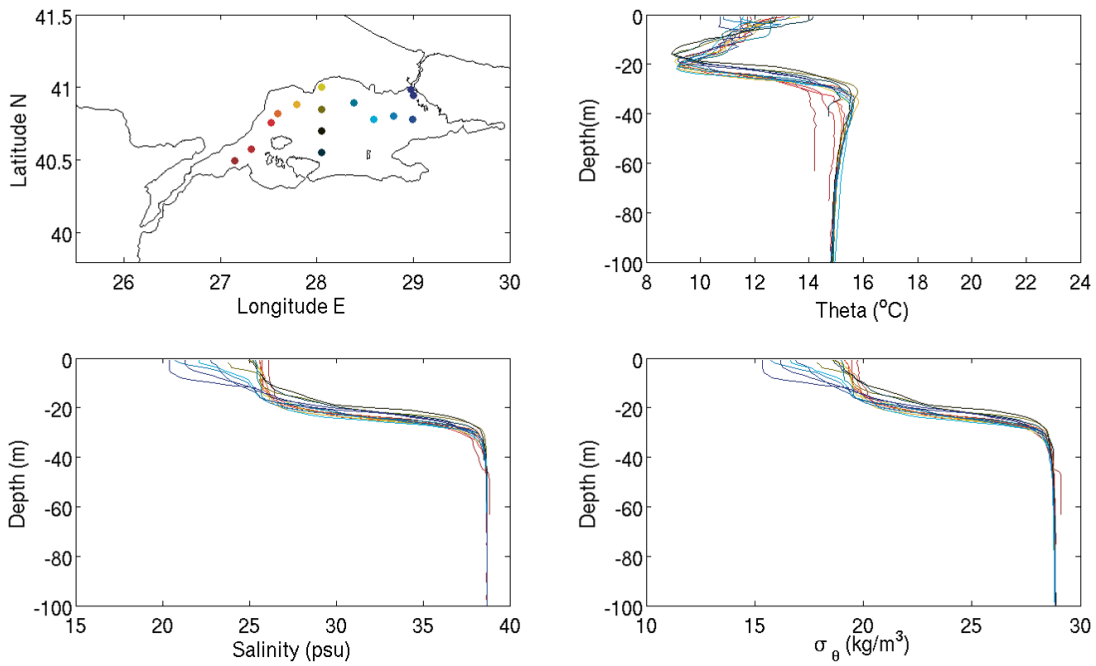 41.5
41
40.5
40
Latitude N
26 27 28 29 30
Longitude E
0
-20
-40
-60
-80
-100
Depth(m)
8 10 12 14 16 18 20 22 24
Theta (°C)
0
-20
-40
-60
-80
-100
Depth (m)
15 20 25 30 35 40
Salinity (psu)
0
-20
-40
-60
-80
-100
Depth (m)
10 15 20 25 30
σ θ (kg/m³)